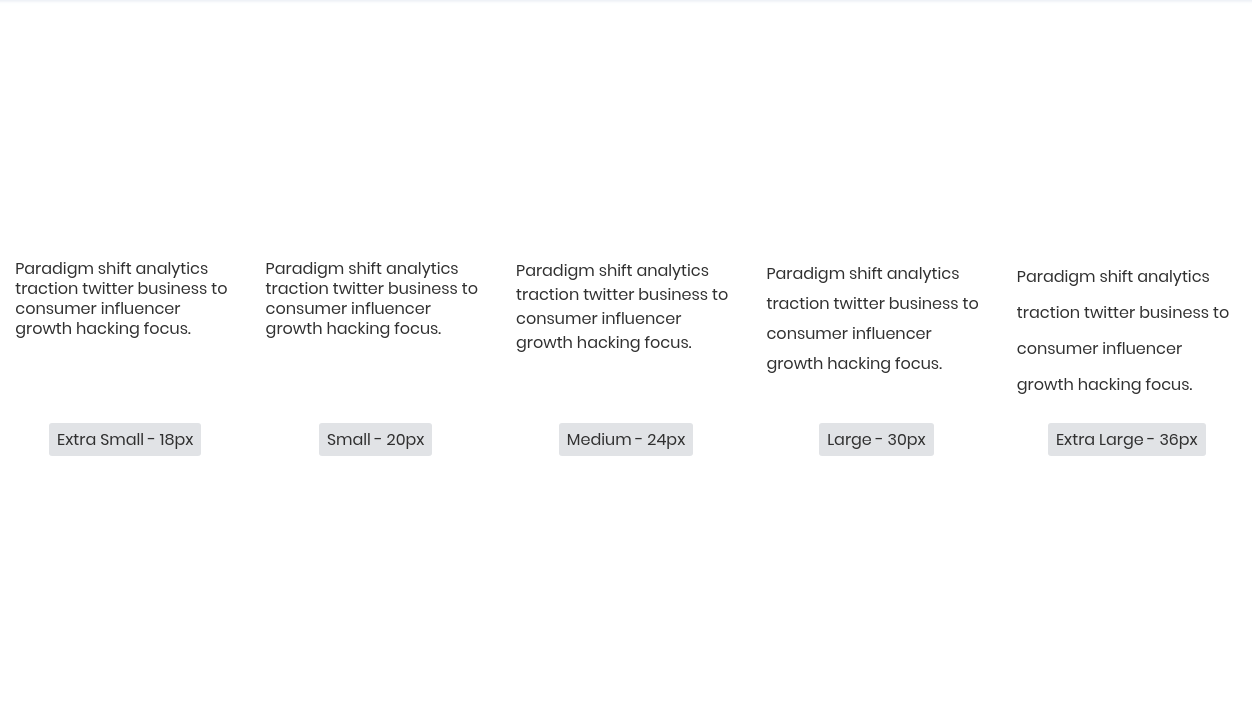 Paradigm shift analytics
traction twitter business to
consumer influencer
growth hacking focus.
Extra Small - 18px
Paradigm shift analytics
traction twitter business to
consumer influencer
growth hacking focus.
Small - 20px
Paradigm shift analytics
traction twitter business to
consumer influencer
growth hacking focus.
Medium - 24px
Paradigm shift analytics
traction twitter business to
consumer influencer
growth hacking focus.
Large - 30px
Paradigm shift analytics
traction twitter business to
consumer influencer
growth hacking focus.
Extra Large - 36px